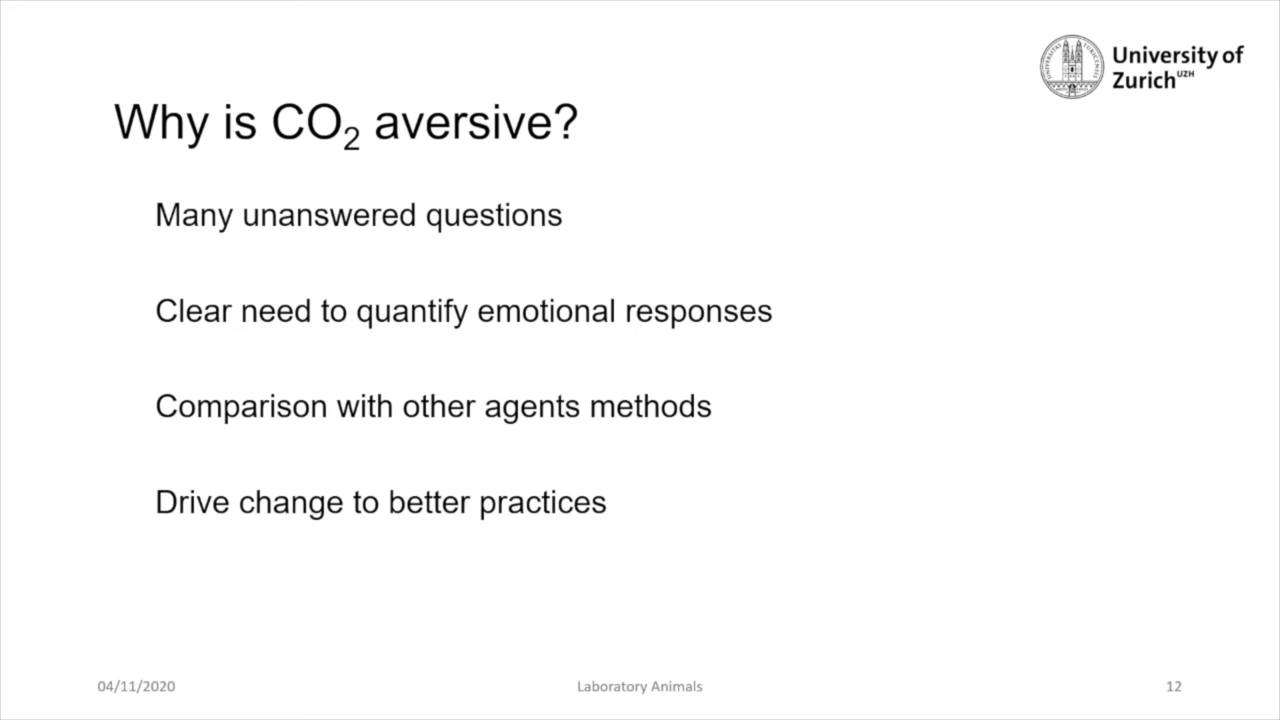 University of
Zurich UZH
Why is CO₂ aversive?
Many unanswered questions
Clear need to quantify emotional responses
Comparison with other agents methods
Drive change to better practices
04/11/2020
Laboratory Animals
12